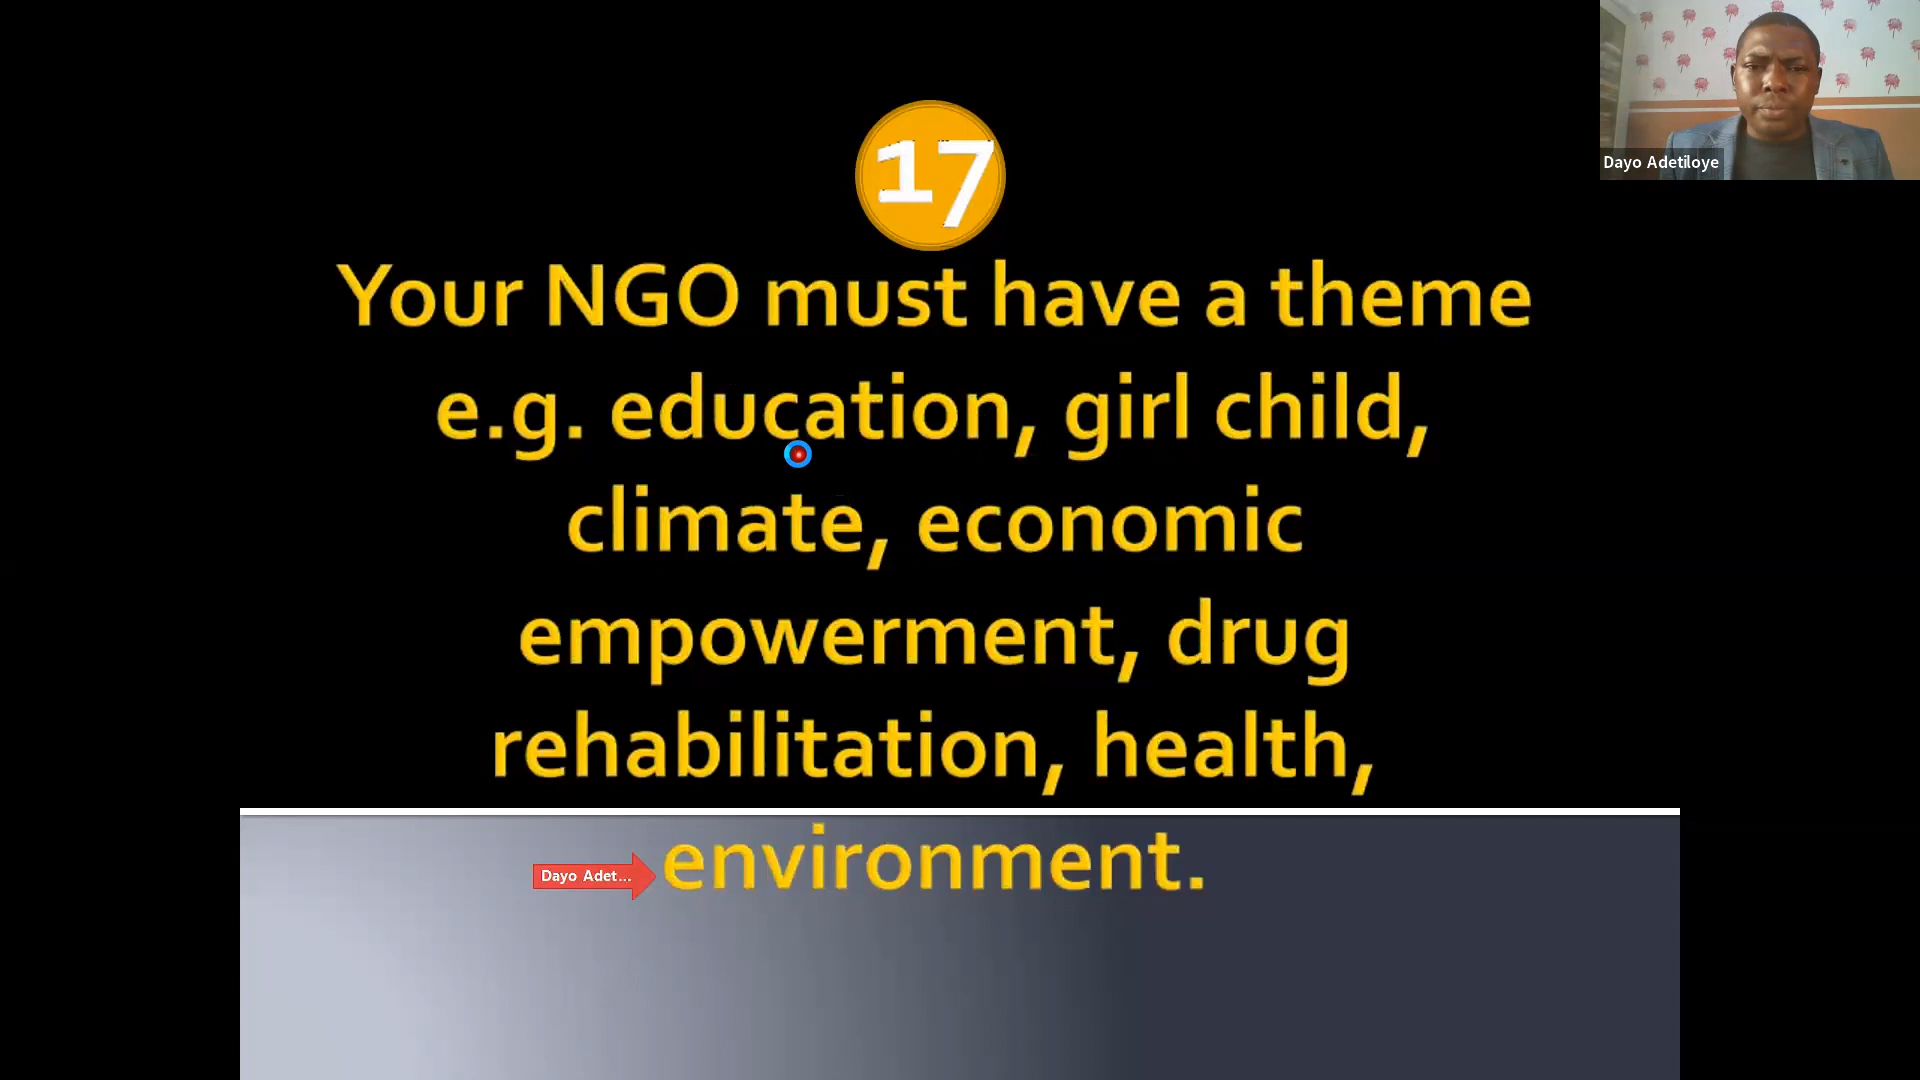 17
Dayo Adetiloye
Your NGO must have a theme
e.g. education, girl child,
climate, economic
empowerment, drug
rehabilitation, health,
environment.
Dayo Adet...